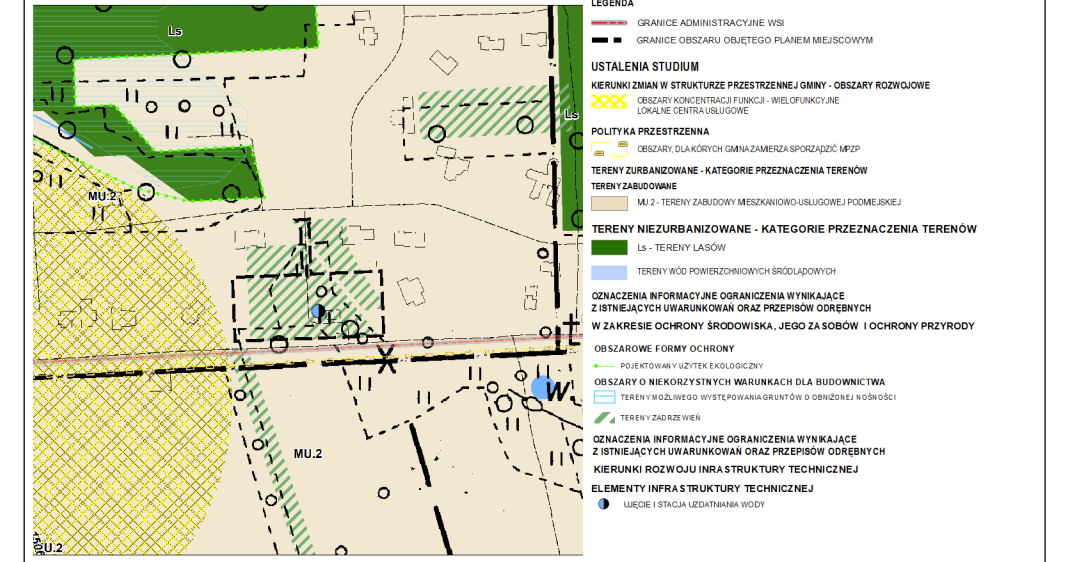 Ls
Ls
MU.2
W
MU.2
U.2
LEGENDA
GRANICE ADMINISTRACYJNE WSI
GRANICE OBSZARU OBJĘTEGO PLANEM MIEJSCOWYM
USTALENIA STUDIUM
KIERUNKI ZMIAN W STRUKTURZE PRZESTRZENNEJ GMINY - OBSZARY ROZWOJOWE
OBSZARY KONCENTRACJI FUNKCJI - WIELOFUNKCYJNE
LOKALNE CENTRA USŁUGOWE
POLITYKA PRZESTRZENNA
OBSZARY, DLA KÓRYCH GMINA ZAMIERZA SPORZĄDZIĆ MPZP
TERENY ZURBANIZOWANE - KATEGORIE PRZEZNACZENIA TERENÓW
TERENY ZABUDOWANE
MU.2 - TERENY ZABUDOWY MIESZKANIOWO-USŁUGOWEJ PODMIEJSKIEJ
TERENY NIEZURBANIZOWANE - KATEGORIE PRZEZNACZENIA TERENÓW
Ls - TERENY LASÓW
TERENY WÓD POWIERZCHNIOWYCH ŚRÓDLĄDOWYCH
OZNACZENIA INFORMACYJNE OGRANICZENIA WYNIKAJĄCE
Z ISTNIEJĄCYCH UWARUNKOWAŃ ORAZ PRZEPISÓW ODRĘBNYCH
W ZAKRESIE OCHRONY ŚRODOWISKA, JEGO ZASOBÓW I OCHRONY PRZYRODY
OBSZAROWE FORMY OCHRONY
POJEKTOWANY UŻYTEK EKOLOGICZNY
OBSZARY O NIEKORZYSTNYCH WARUNKACH DLA BUDOWNICTWA
TERENY MOŻLIWEGO WYSTĘPOWANIA GRUNTÓW O OBNIŻONEJ NOŚNOŚCI
TERENY ZADRZEWIEŃ
OZNACZENIA INFORMACYJNE OGRANICZENIA WYNIKAJĄCE
Z ISTNIEJĄCYCH UWARUNKOWAŃ ORAZ PRZEPISÓW ODRĘBNYCH
KIERUNKI ROZWOJU INFRASTRUKTURY TECHNICZNEJ
ELEMENTY INFRASTRUKTURY TECHNICZNEJ
UJĘCIE I STACJA UZDATNIANIA WODY